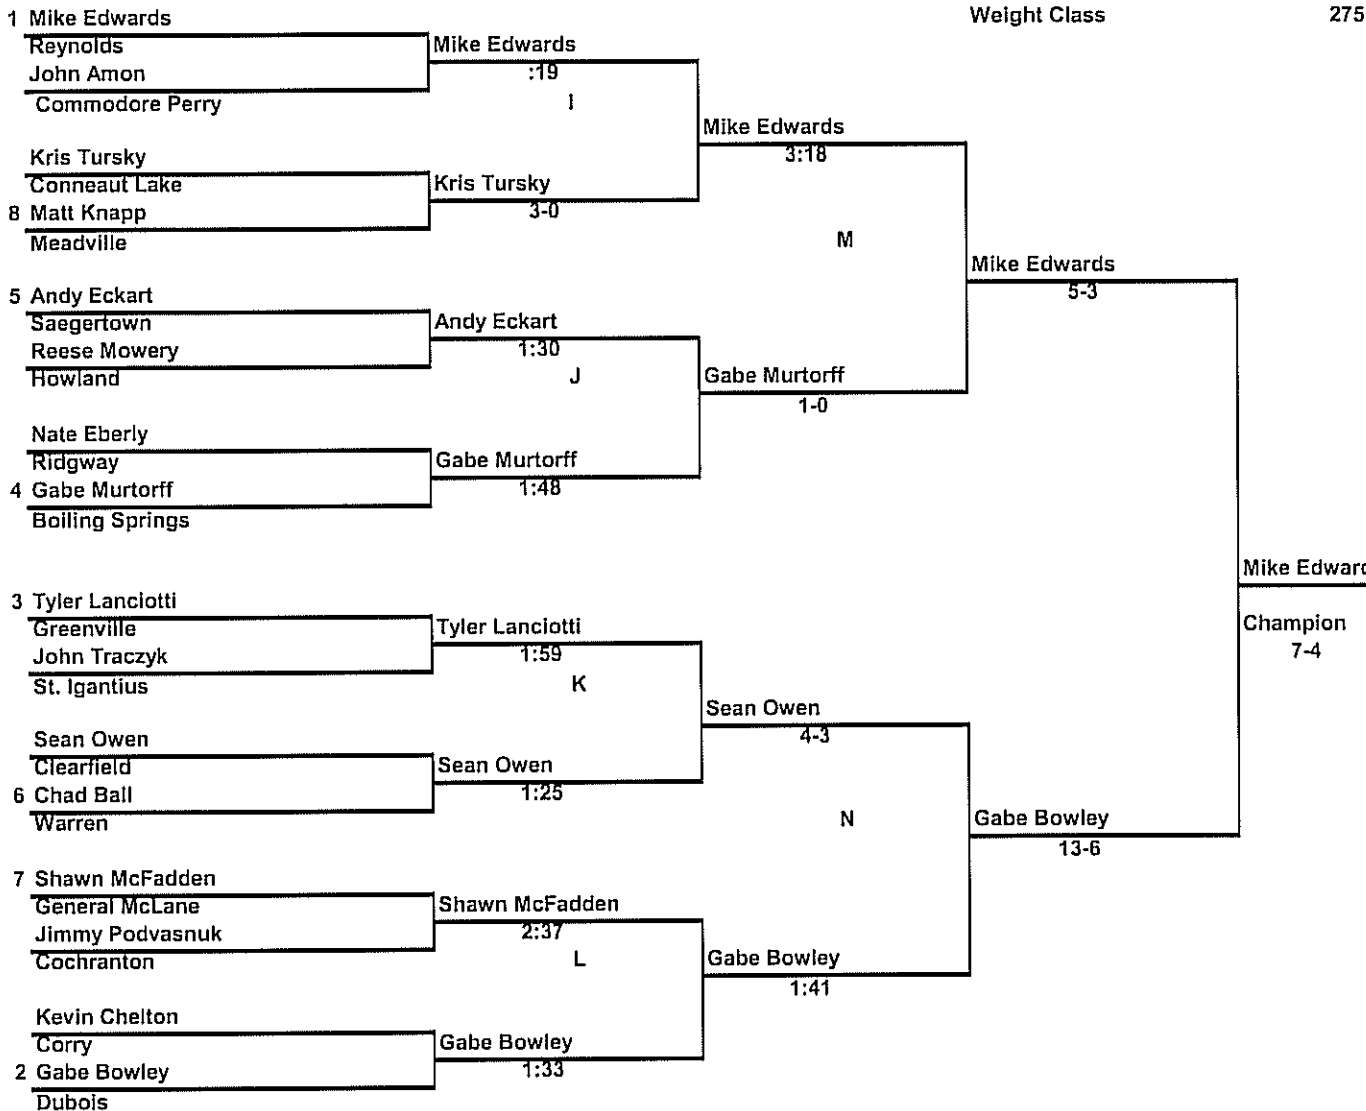 Weight Class 275
1 Mike Edwards
Reynolds
John Amon
Commodore Perry
Kris Tursky
Conneaut Lake
8 Matt Knapp
Meadville
5 Andy Eckart
Saegertown
Reese Mowery
Howland
Nate Eberly
Ridgway
4 Gabe Murtorff
Boiling Springs
3 Tyler Lanciotti
Greenville
John Traczyk
St. Igantius
Sean Owen
Clearfield
6 Chad Ball
Warren
7 Shawn McFadden
General McLane
Jimmy Podvasnuk
Cochranton
Kevin Chelton
Corry
2 Gabe Bowley
Dubois
Mike Edwards
:19
I
Kris Tursky
3-0
Andy Eckart
1:30
J
Gabe Murtorff
1:48
Tyler Lanciotti
1:59
K
Sean Owen
1:25
Shawn McFadden
2:37
L
Gabe Bowley
1:33
Mike Edwards
3:18
M
Gabe Murtorff
1-0
Sean Owen
4-3
N
Gabe Bowley
1:41
Mike Edwards
5-3
Gabe Bowley
13-6
Mike Edward
Champion
7-4